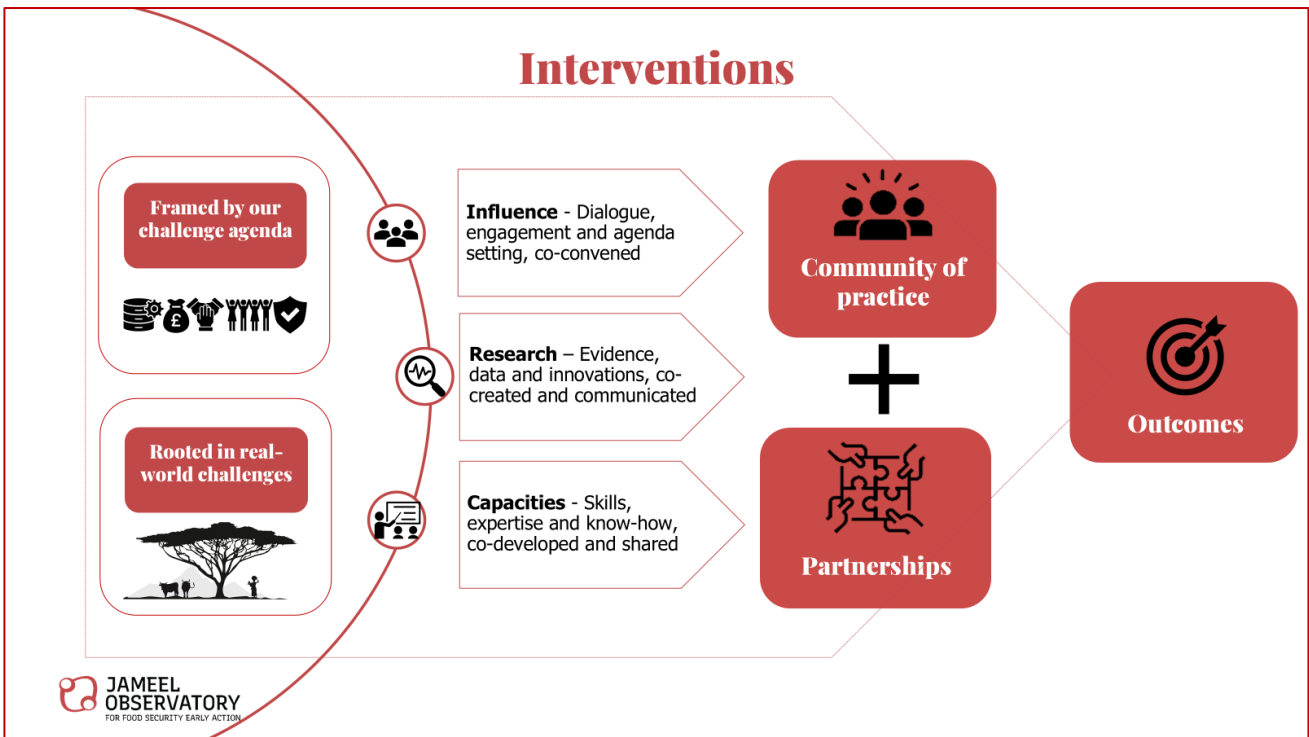 Interventions
Framed by our
challenge agenda
£
Rooted in real-
world challenges
Influence - Dialogue,
engagement and agenda
setting, co-convened
Research – Evidence,
data and innovations, co-
created and communicated
Capacities - Skills,
expertise and know-how,
co-developed and shared
Community of
practice
Partnerships
Outcomes
JAMEEL
OBSERVATORY
FOR FOOD SECURITY EARLY ACTION